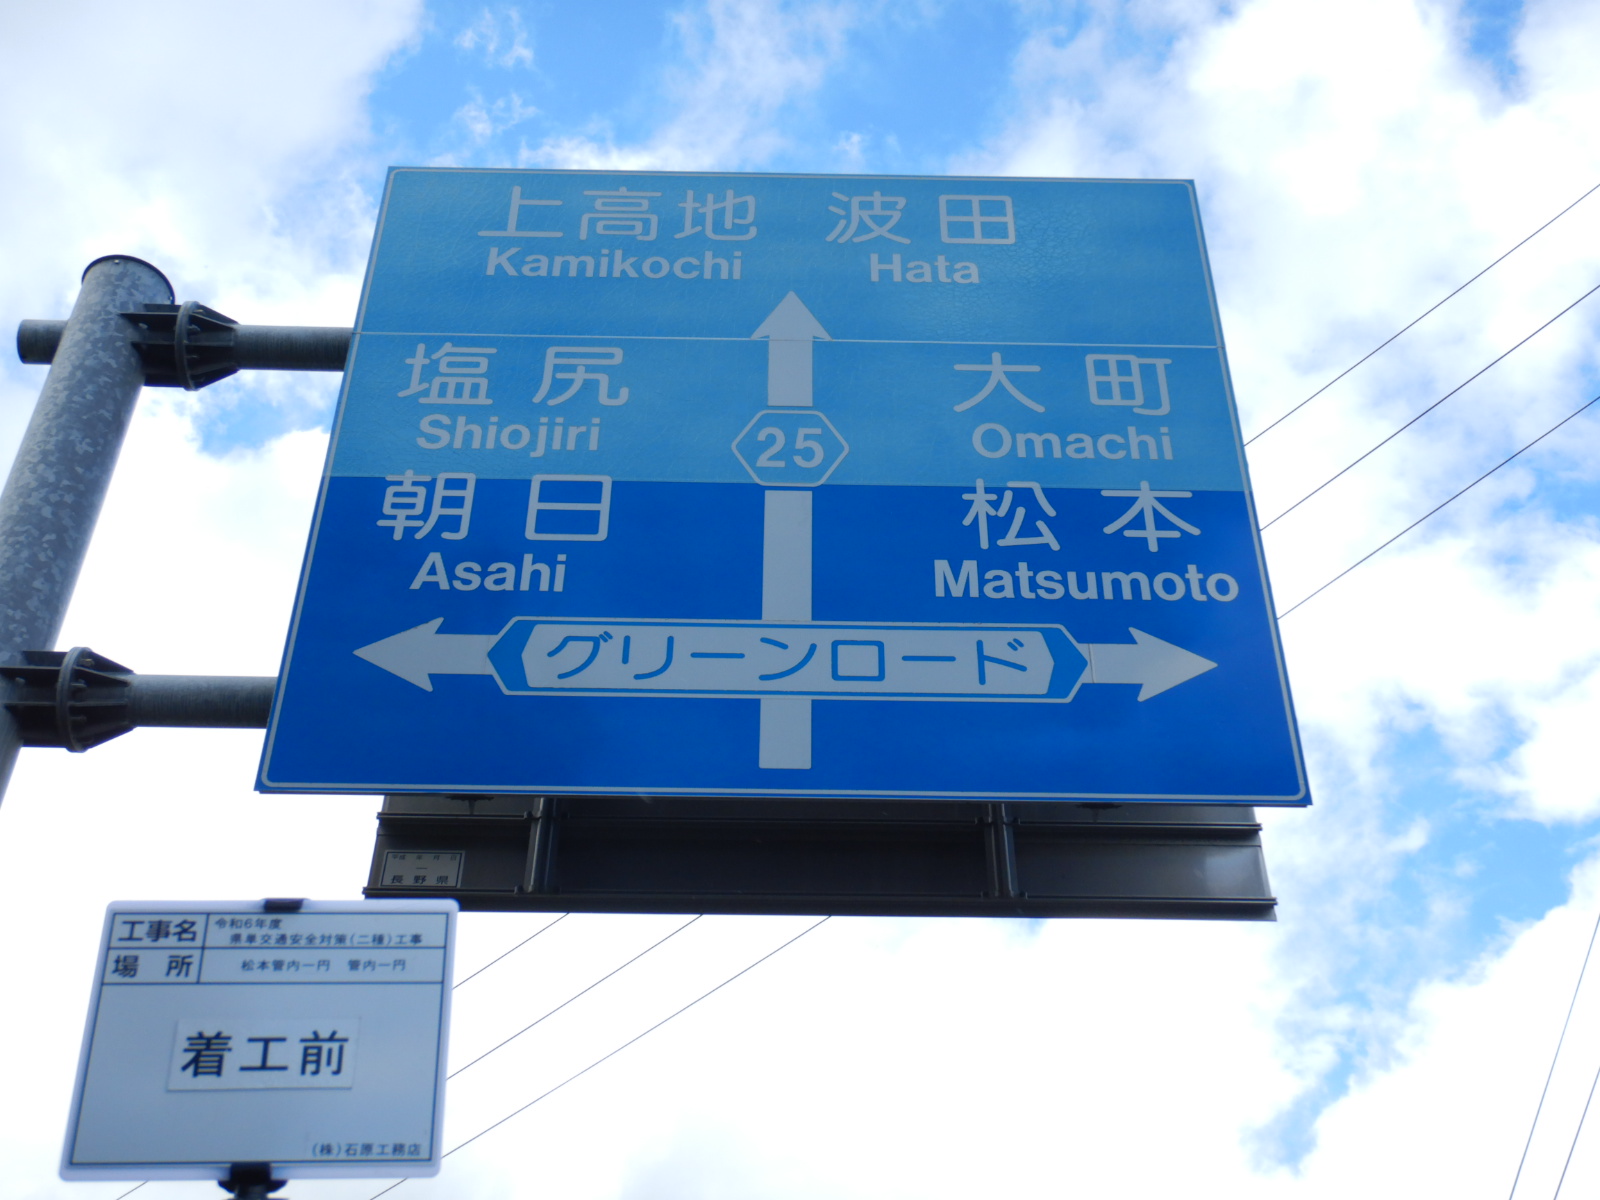 上高地 波田
Kamikochi Hata
塩尻 大町
Shiojiri Omachi
25
朝日 松本
Asahi Matsumoto
グリーンロード
長野県
工事名 令和6年度
県単交通安全対策(二種)工事
場所 松本管内一円 管内一円
着工前
(株)石原工務店